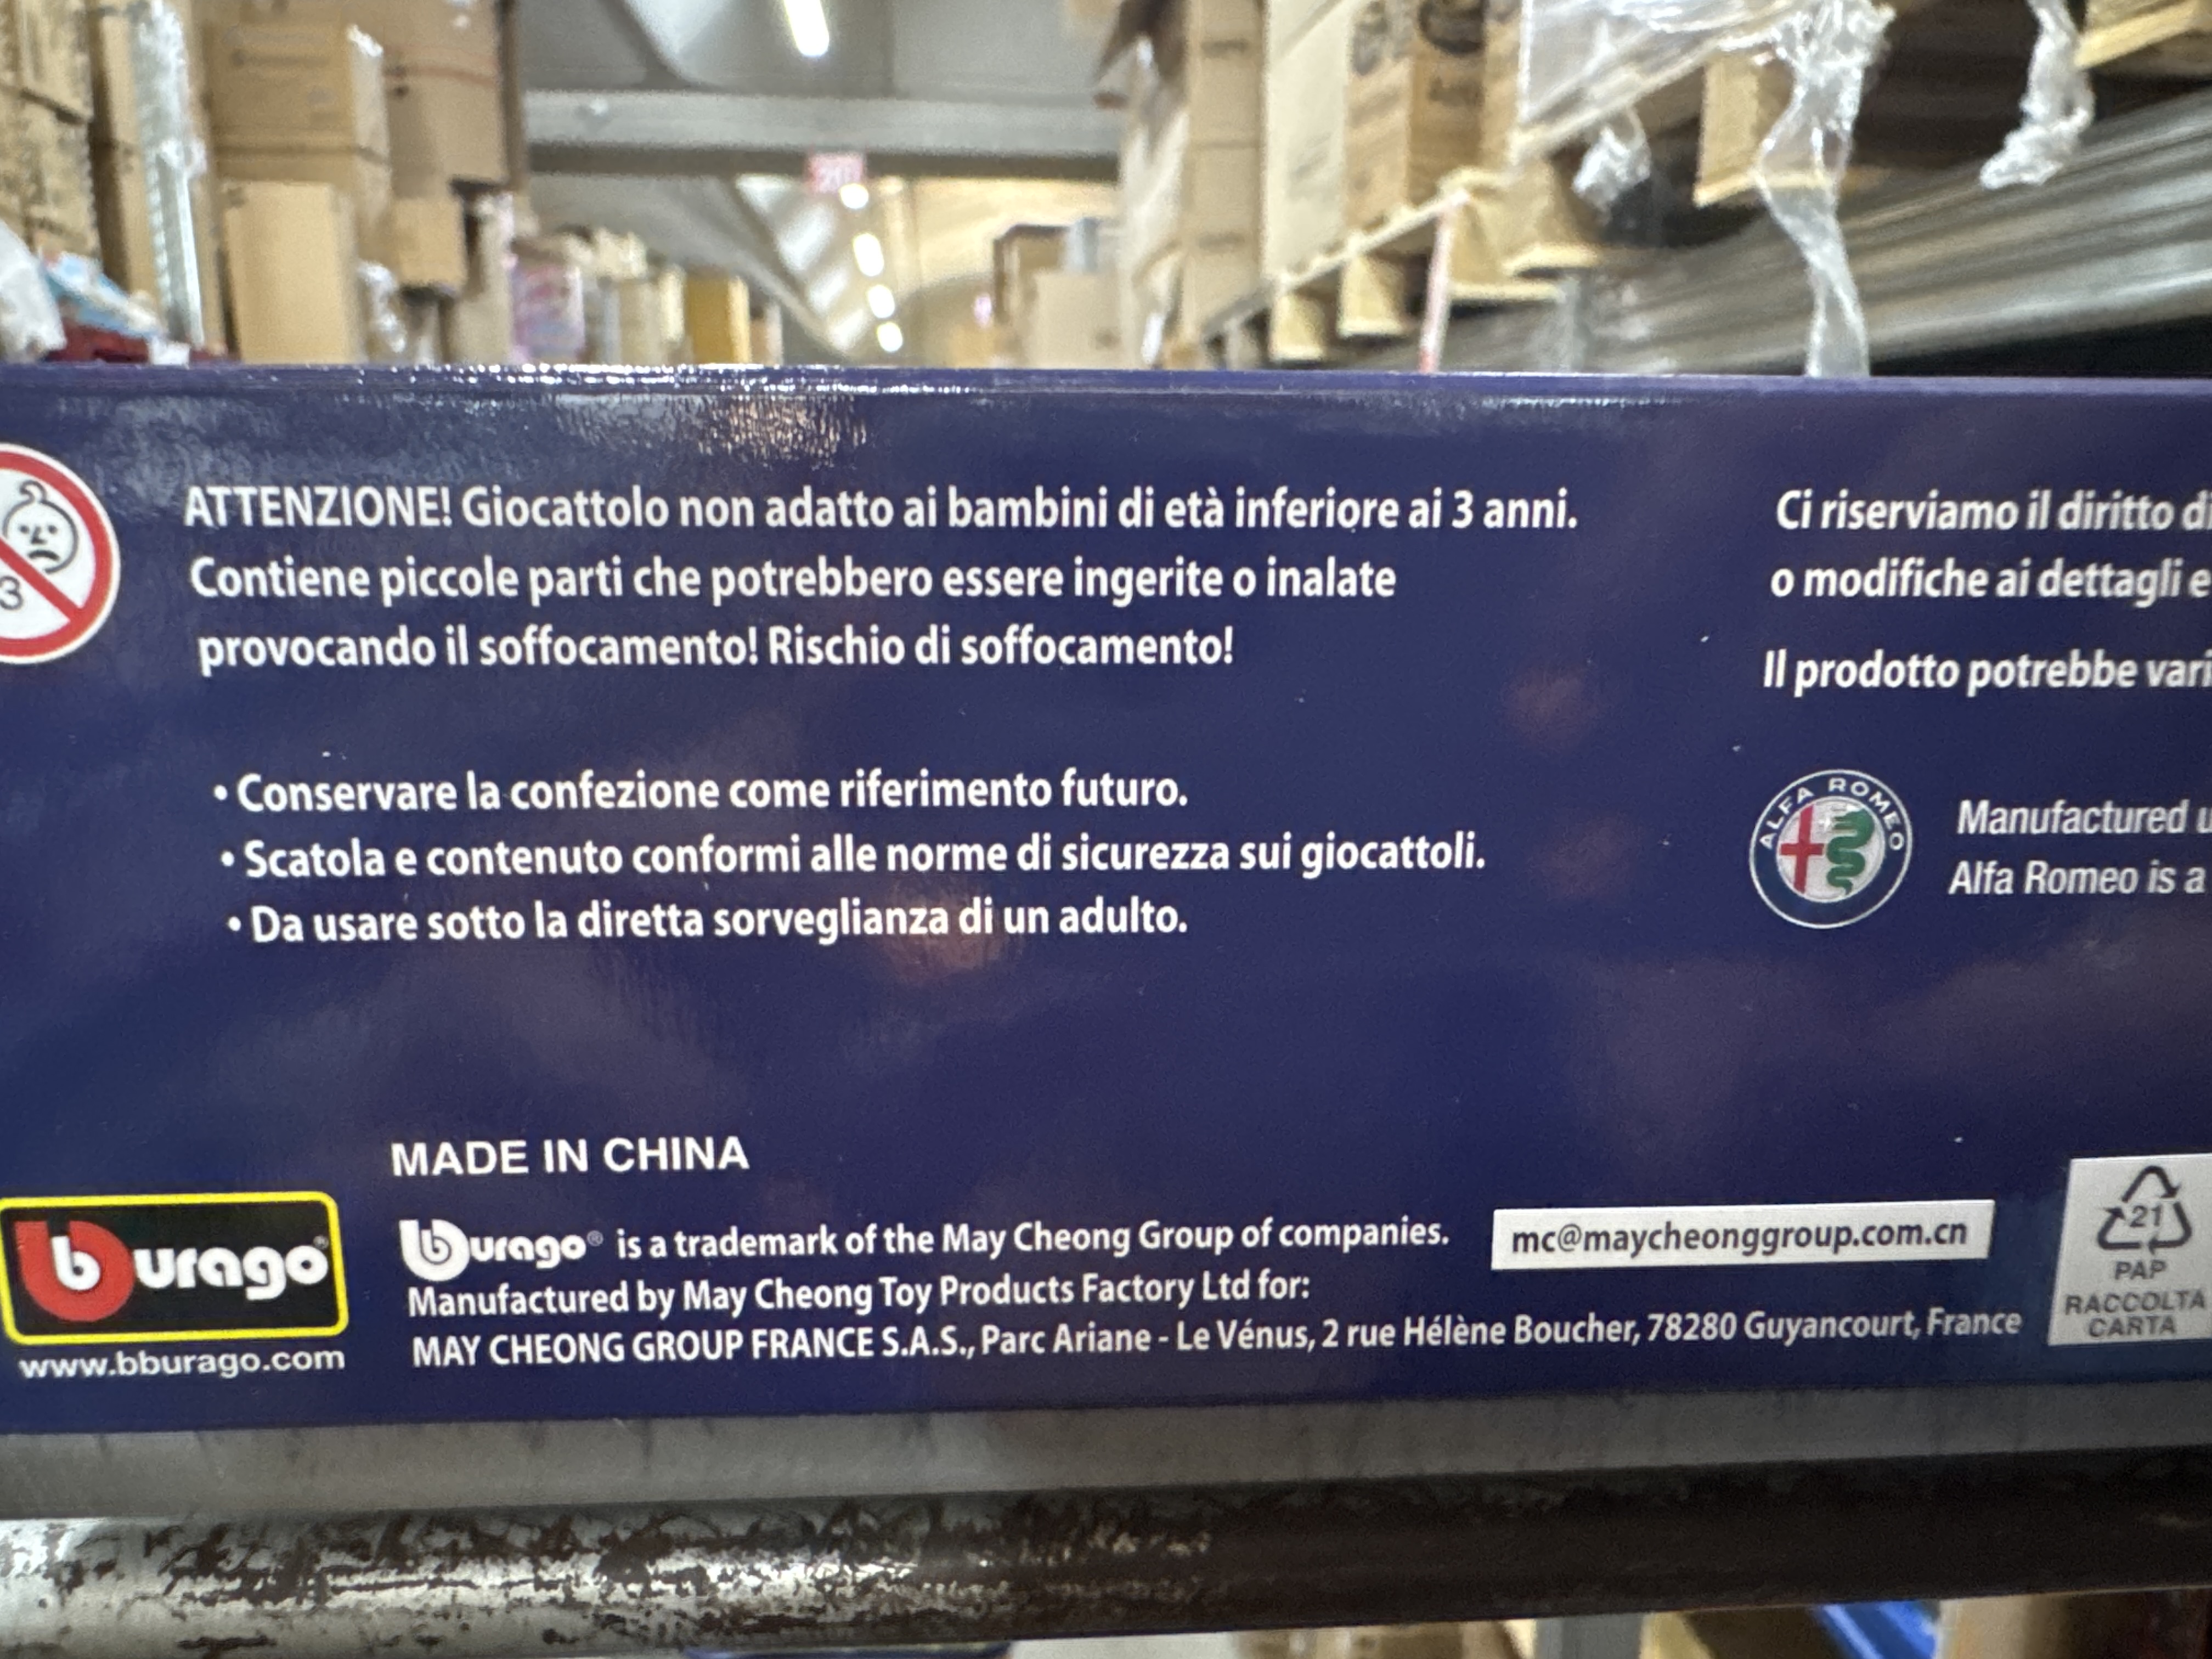 3
ATTENZIONE! Giocattolo non adatto ai bambini di età inferiore ai 3 anni.
Contiene piccole parti che potrebbero essere ingerite o inalate
provocando il soffocamento! Rischio di soffocamento!
• Conservare la confezione come riferimento futuro.
• Scatola e contenuto conformi alle norme di sicurezza sui giocattoli.
• Da usare sotto la diretta sorveglianza di un adulto.
Ci riserviamo il diritto
o modifiche ai dettagli e
Il prodotto potrebbe
ALFA ROMEO
Manufactured
Alfa Romeo is a
MADE IN CHINA
burago®
www.bburago.com
burago® is a trademark of the May Cheong Group of companies.
mc@maycheonggroup.com.cn
Manufactured by May Cheong Toy Products Factory Ltd for:
MAY CHEONG GROUP FRANCE S.A.S., Parc Ariane - Le Vénus, 2 rue Hélène Boucher, 78280 Guyancourt, France
21
PAP
RACCOLTA
CARTA